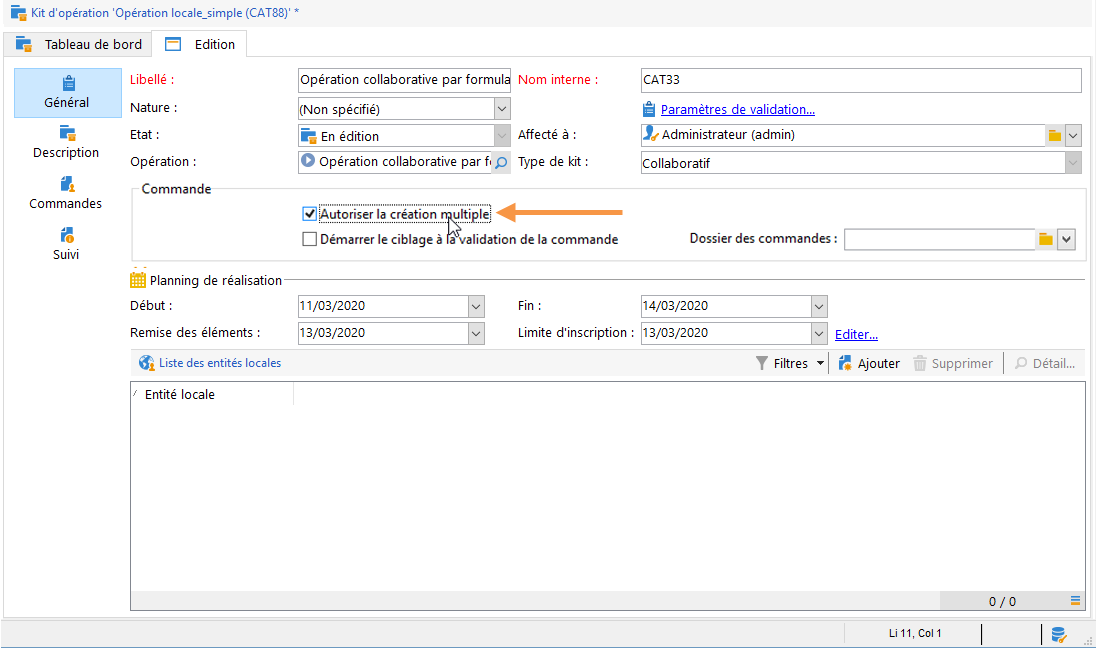 Kit d'opération 'Opération locale_simple (CAT88)' *
Tableau de bord Edition
Général
Description
Commandes
Suivi
Libellé : Opération collaborative par formula Nom interne : CAT33
Nature : (Non spécifié) Paramètres de validation...
Etat : En édition Affecté à : Administrateur (admin)
Opération : Opération collaborative par f Type de kit : Collaboratif
Commande
Autoriser la création multiple
Démarrer le ciblage à la validation de la commande Dossier des commandes :
Planning de réalisation
Début : 11/03/2020 Fin : 14/03/2020
Remise des éléments : 13/03/2020 Limite d'inscription : 13/03/2020 Editer...
Liste des entités locales Filtres Ajouter Supprimer Détail...
Entité locale
0 / 0
Li 11, Col 1